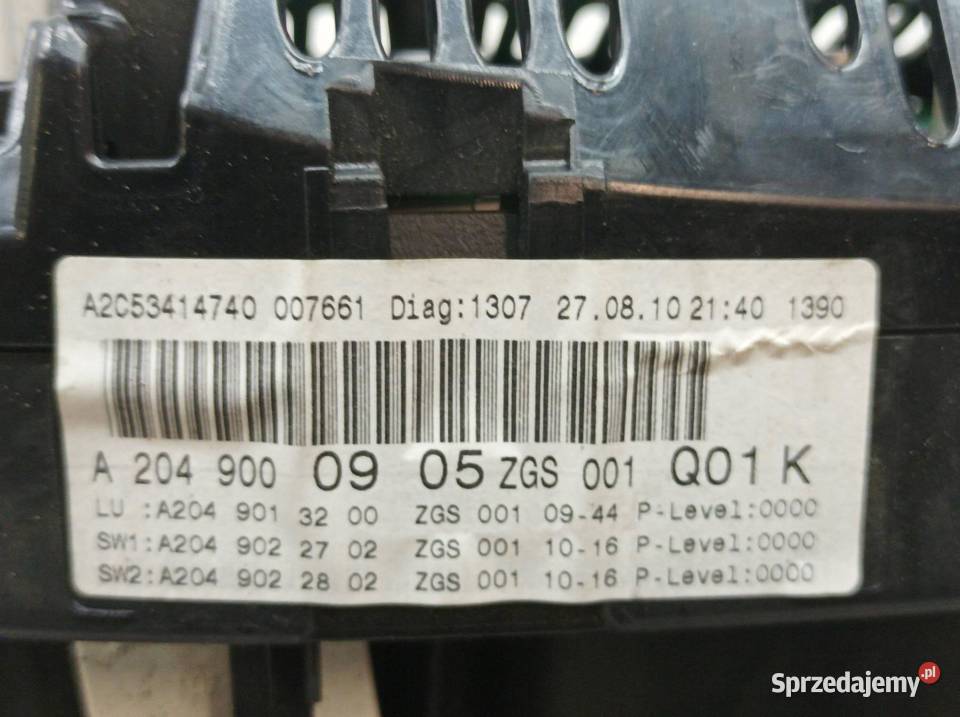 A2C53414740 007661 Diag:1307 27.08.10 21:40 1390
A 204 900 09 05 ZGS 001 Q01 K
LU :A204 901 32 00 ZGS 001 09-44 P-Level:0000
SW1:A204 902 27 02 ZGS 001 10-16 P-Level:0000
SW2:A204 902 28 02 ZGS 001 10-16 P-Level:0000
Sprzedajemy.pl